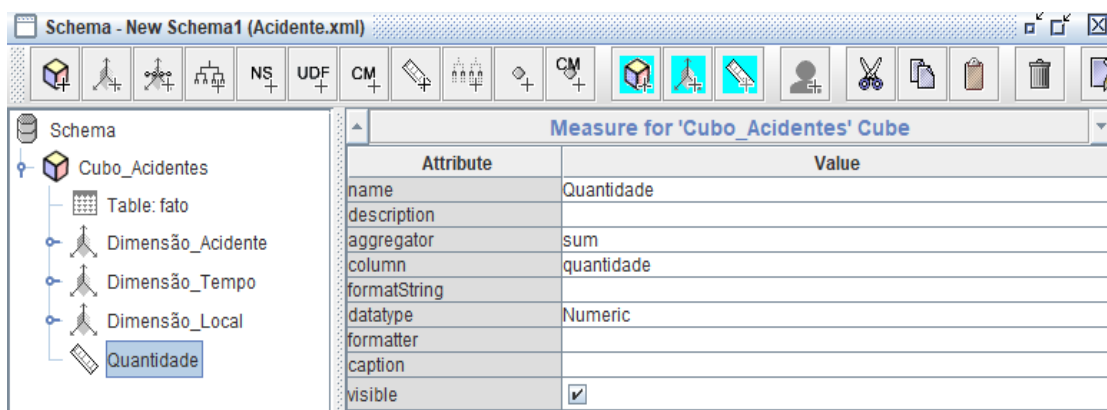 Schema - New Schema1 (Acidente.xml)
NS UDF CM CM
Schema
Cubo_Acidentes
Table: fato
Dimensão_Acidente
Dimensão_Tempo
Dimensão_Local
Quantidade
Measure for 'Cubo_Acidentes' Cube
Attribute Value
name Quantidade
description
aggregator sum
column quantidade
formatString
datatype Numeric
formatter
caption
visible